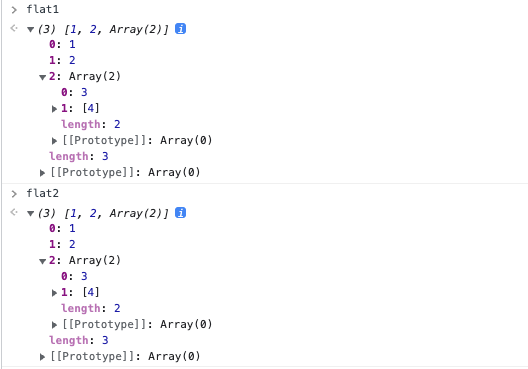 flat1
(3) [1, 2, Array(2)] i
0: 1
1: 2
2: Array(2)
0: 3
1: [4]
length: 2
[[Prototype]]: Array(0)
length: 3
[[Prototype]]: Array(0)
flat2
(3) [1, 2, Array(2)] i
0: 1
1: 2
2: Array(2)
0: 3
1: [4]
length: 2
[[Prototype]]: Array(0)
length: 3
[[Prototype]]: Array(0)